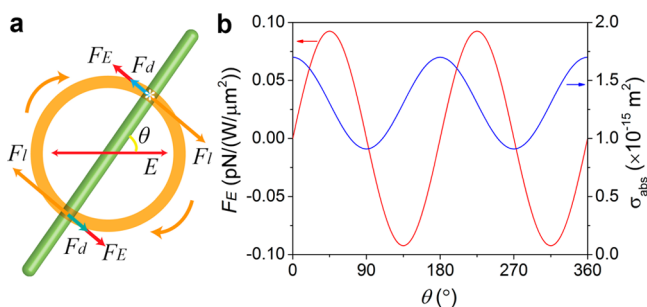 a
F_E
F_d
θ
F_l
F_l
E
F_d
F_E
b
0.10
0.05
0.00
-0.05
-0.10
F_E (pN/(W/μm²))
0
90
180
270
360
θ (°)
2.0
1.5
1.0
0.5
0.0
σ_abs (×10⁻¹⁵ m²)